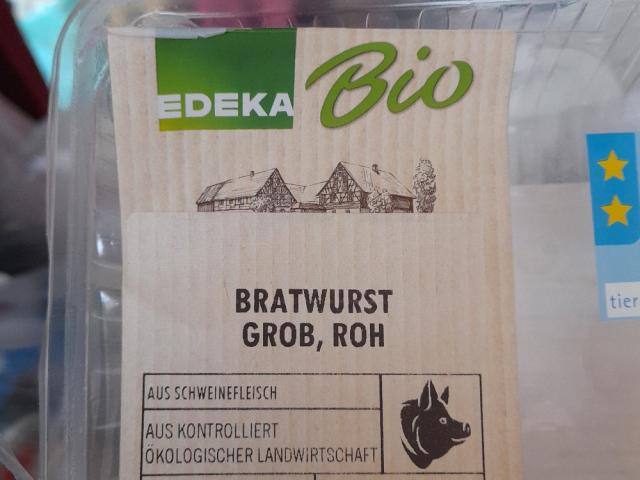 EDEKA Bio
BRATWURST
GROB, ROH
AUS SCHWEINEFLEISCH
AUS KONTROLLIERT
ÖKOLOGISCHER LANDWIRTSCHAFT
tier